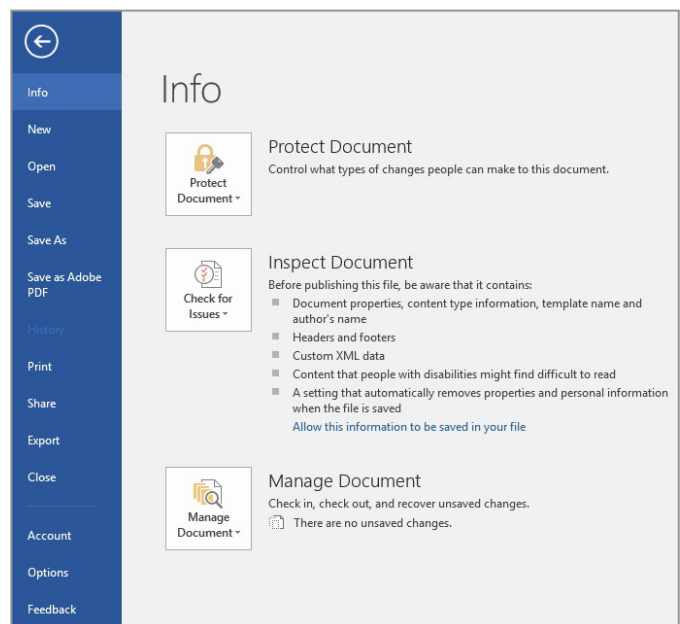 Info
New
Open
Save
Save As
Save as Adobe
PDF
History
Print
Share
Export
Close
Account
Options
Feedback
Info
Protect
Document
Protect Document
Control what types of changes people can make to this document.
Check for
Issues
Inspect Document
Before publishing this file, be aware that it contains:
Document properties, content type information, template name and
author's name
Headers and footers
Custom XML data
Content that people with disabilities might find difficult to read
A setting that automatically removes properties and personal information
when the file is saved
Allow this information to be saved in your file
Manage
Document
Manage Document
Check in, check out, and recover unsaved changes.
There are no unsaved changes.